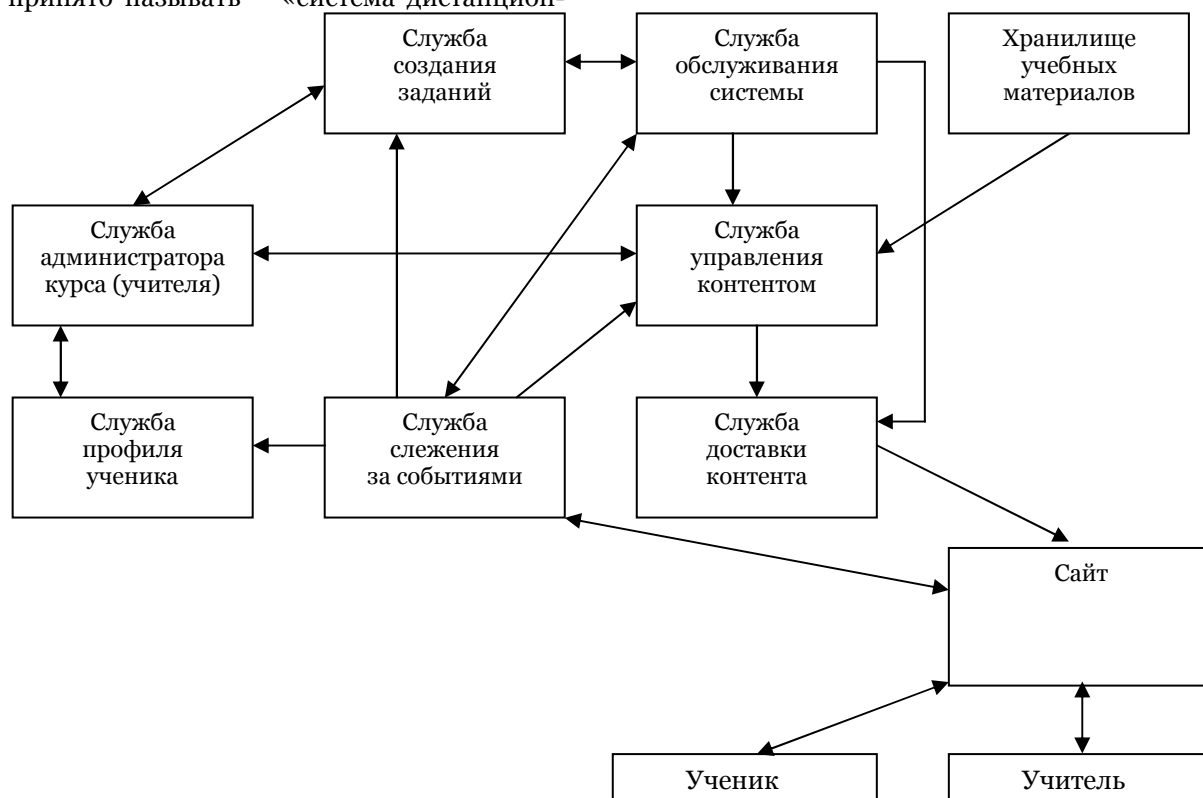 принято называть «система дистанцион-
Служба
создания
заданий
Служба
обслуживания
системы
Хранилище
учебных
материалов
Служба
администратора
курса (учителя)
Служба
управления
контентом
Служба
профиля
ученика
Служба
слежения
за событиями
Служба
доставки
контента
Сайт
Ученик
Учитель